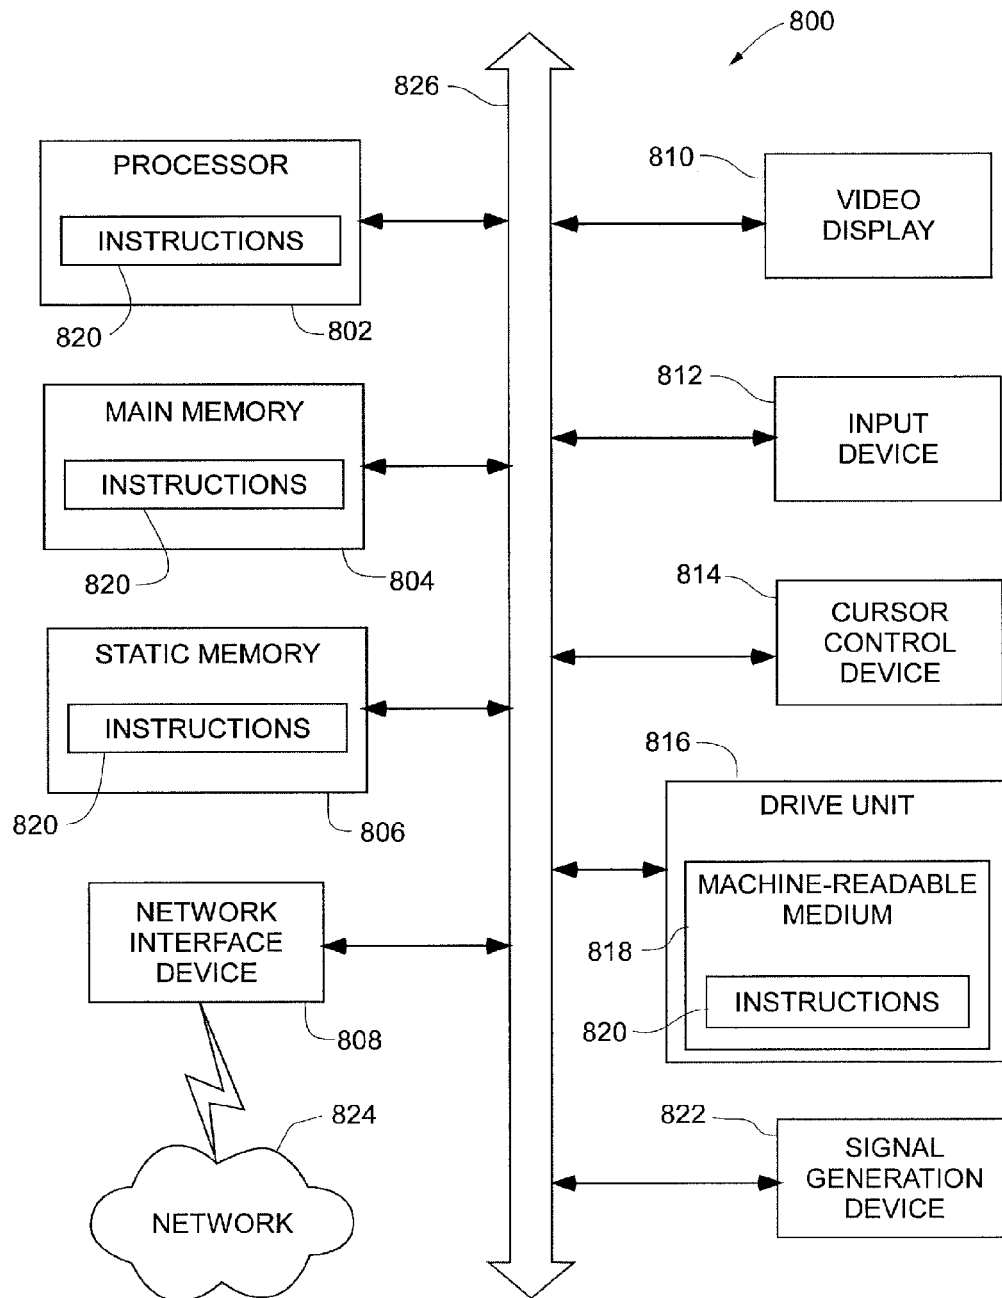 800
826
PROCESSOR
INSTRUCTIONS
820
802
MAIN MEMORY
INSTRUCTIONS
820
804
STATIC MEMORY
INSTRUCTIONS
820
806
NETWORK
INTERFACE
DEVICE
808
824
NETWORK
810
VIDEO
DISPLAY
812
INPUT
DEVICE
814
CURSOR
CONTROL
DEVICE
816
DRIVE UNIT
MACHINE-READABLE
MEDIUM
818
INSTRUCTIONS
820
822
SIGNAL
GENERATION
DEVICE